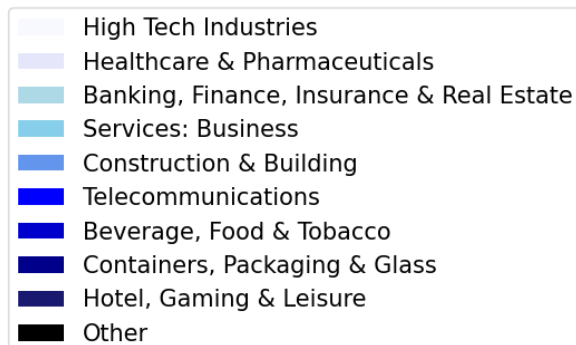 High Tech Industries
Healthcare & Pharmaceuticals
Banking, Finance, Insurance & Real Estate
Services: Business
Construction & Building
Telecommunications
Beverage, Food & Tobacco
Containers, Packaging & Glass
Hotel, Gaming & Leisure
Other